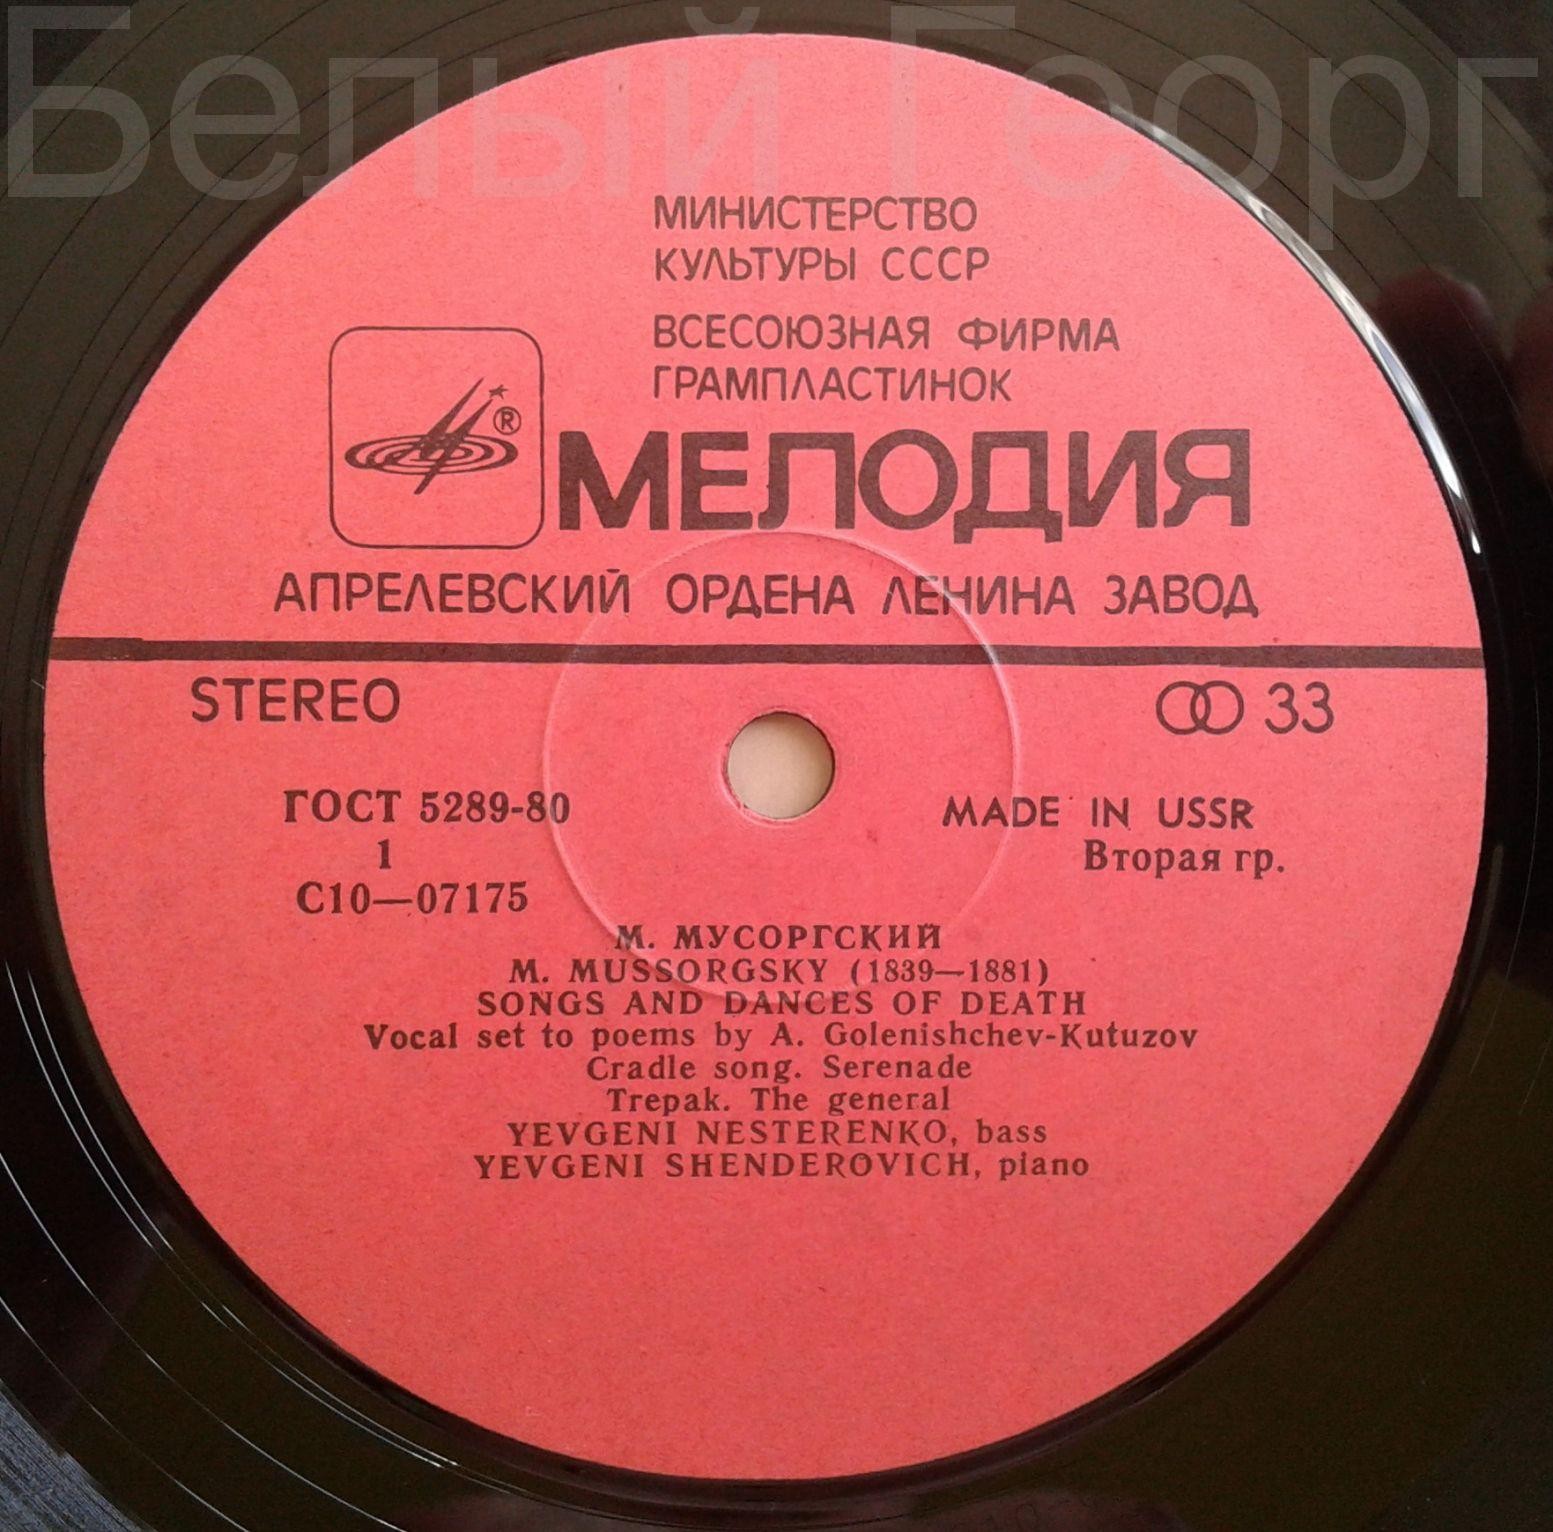 Белый Георг
МИНИСТЕРСТВО
КУЛЬТУРЫ СССР
ВСЕСОЮЗНАЯ ФИРМА
ГРАМПЛАСТИНОК
®
МЕЛОДИЯ
АПРЕЛЕВСКИЙ ОРДЕНА ЛЕНИНА ЗАВОД
STEREO
33
ГОСТ 5289-80
MADE IN USSR
1
Вторая гр.
С10—07175
М. МУСОРГСКИЙ
M. MUSSORGSKY (1839—1881)
SONGS AND DANCES OF DEATH
Vocal set to poems by A. Golenishchev-Kutuzov
Cradle song. Serenade
Trepak. The general
YEVGENI NESTERENKO, bass
YEVGENI SHENDEROVICH, piano